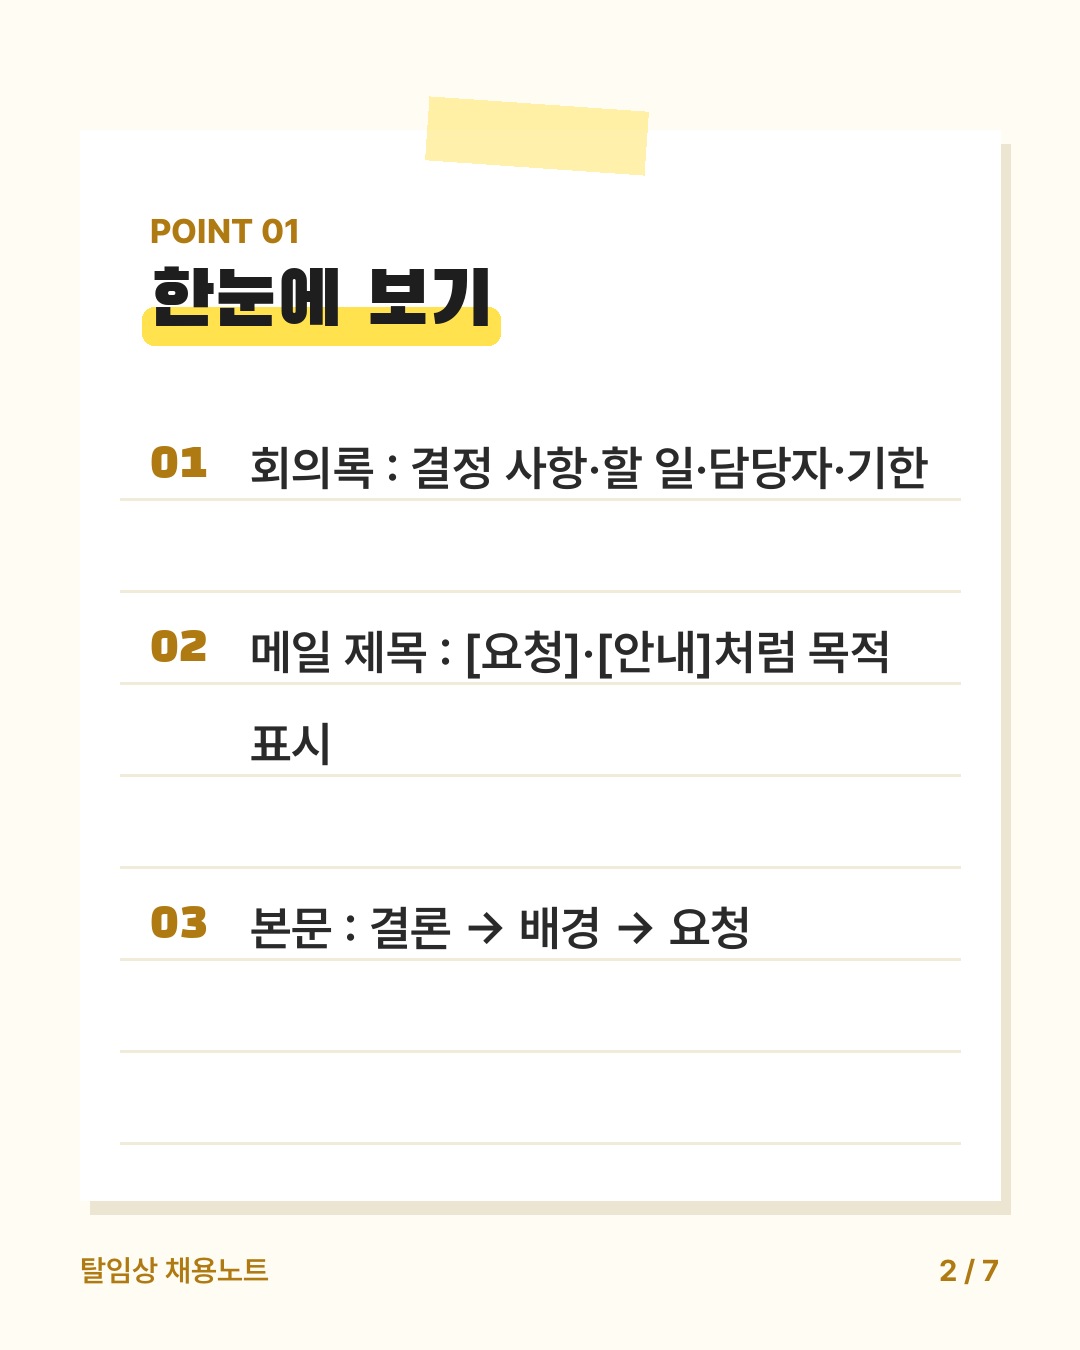 POINT 01
한눈에 보기
01 회의록 : 결정 사항·할 일·담당자·기한
02 메일 제목 : [요청]·[안내]처럼 목적
표시
03 본문 : 결론 → 배경 → 요청
탈임상 채용노트
2 / 7